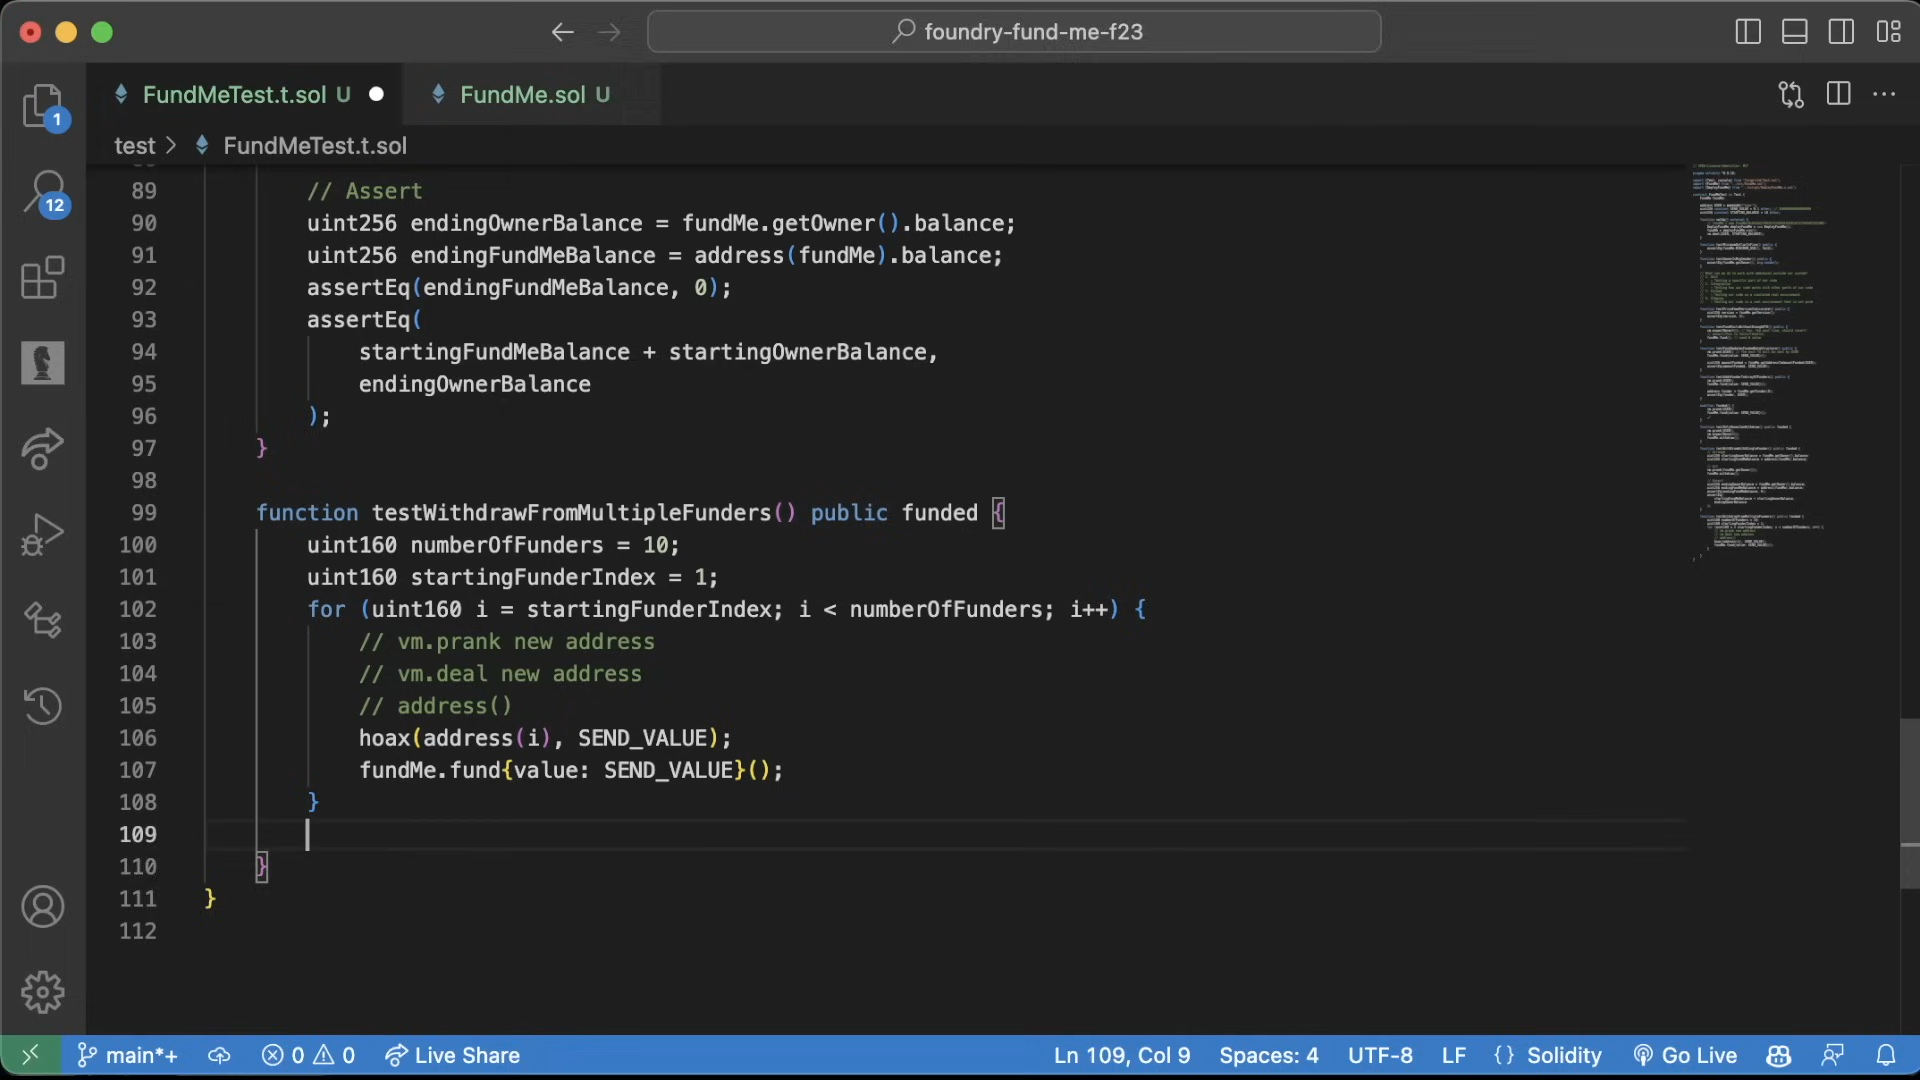 foundry-fund-me-f23
FundMeTest.t.sol U
FundMe.sol U
1
test > FundMeTest.t.sol
12
89 // Assert
90 uint256 endingOwnerBalance = fundMe.getOwner().balance;
91 uint256 endingFundMeBalance = address(fundMe).balance;
92 assertEq(endingFundMeBalance, 0);
93 assertEq(
94 startingFundMeBalance + startingOwnerBalance,
95 endingOwnerBalance
96 );
97 }
98
99 function testWithdrawFromMultipleFunders() public funded {
100 uint160 numberOfFunders = 10;
101 uint160 startingFunderIndex = 1;
102 for (uint160 i = startingFunderIndex; i < numberOfFunders; i++) {
103 // vm.prank new address
104 // vm.deal new address
105 // address()
106 hoax(address(i), SEND_VALUE);
107 fundMe.fund{value: SEND_VALUE}();
108 }
109
110 }
111 }
112
main*+ 0 0 Live Share Ln 109, Col 9 Spaces: 4 UTF-8 LF {} Solidity Go Live